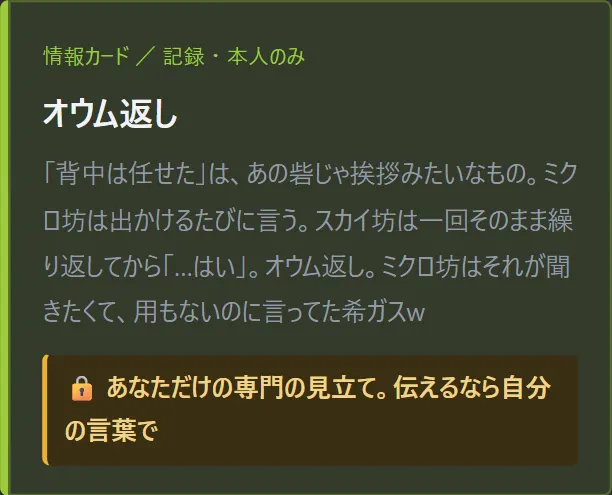 情報カード ／ 記録・本人のみ
オウム返し
「背中は任せた」は、あの砦じゃ挨拶みたいなもの。ミク
ロ坊は出かけるたびに言う。スカイ坊は一回そのまま繰
り返してから「…はい」。オウム返し。ミクロ坊はそれが聞
きたくて、用もないのに言ってた希ガスw
🔒 あなただけの専門の見立て。伝えるなら自分
の言葉で